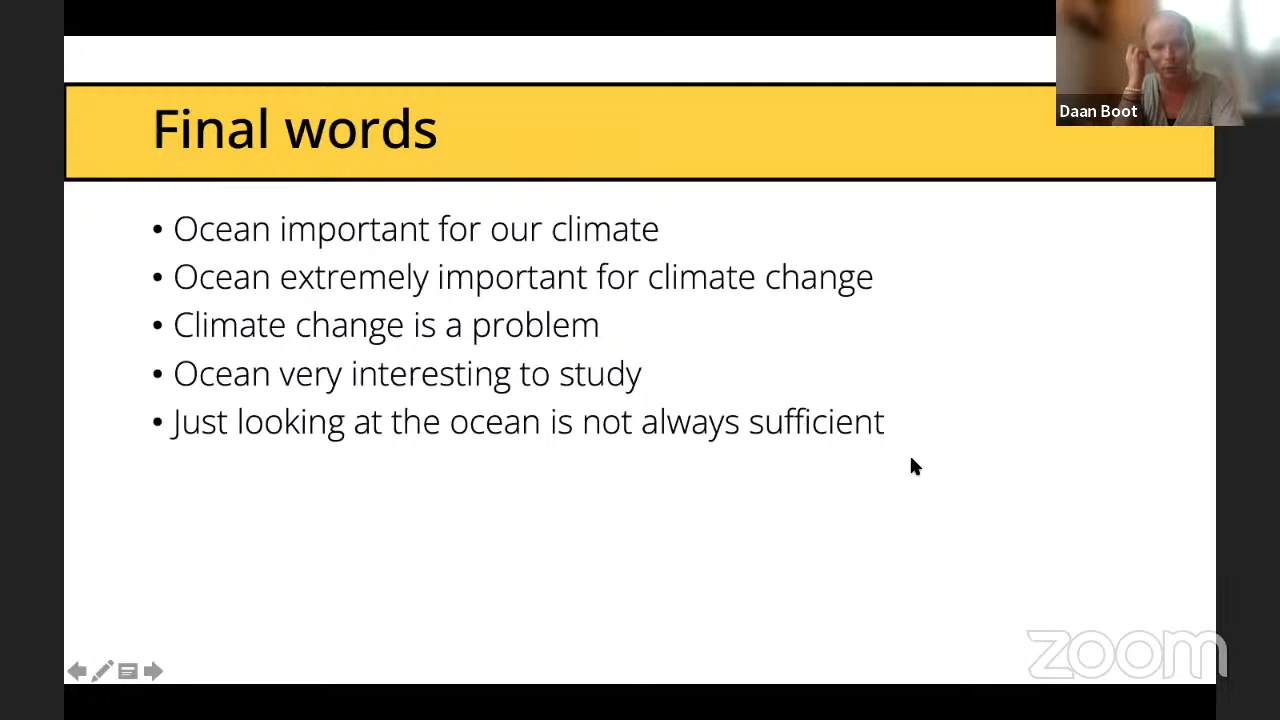 Final words
Daan Boot
• Ocean important for our climate
• Ocean extremely important for climate change
• Climate change is a problem
• Ocean very interesting to study
• Just looking at the ocean is not always sufficient
zoom